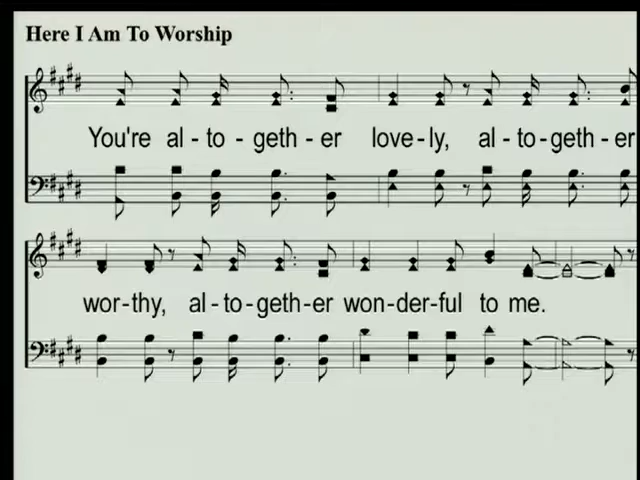 Here I Am To Worship
You're al - to - geth - er love - ly, al - to - geth - er
wor - thy, al - to - geth - er won - der - ful to me.